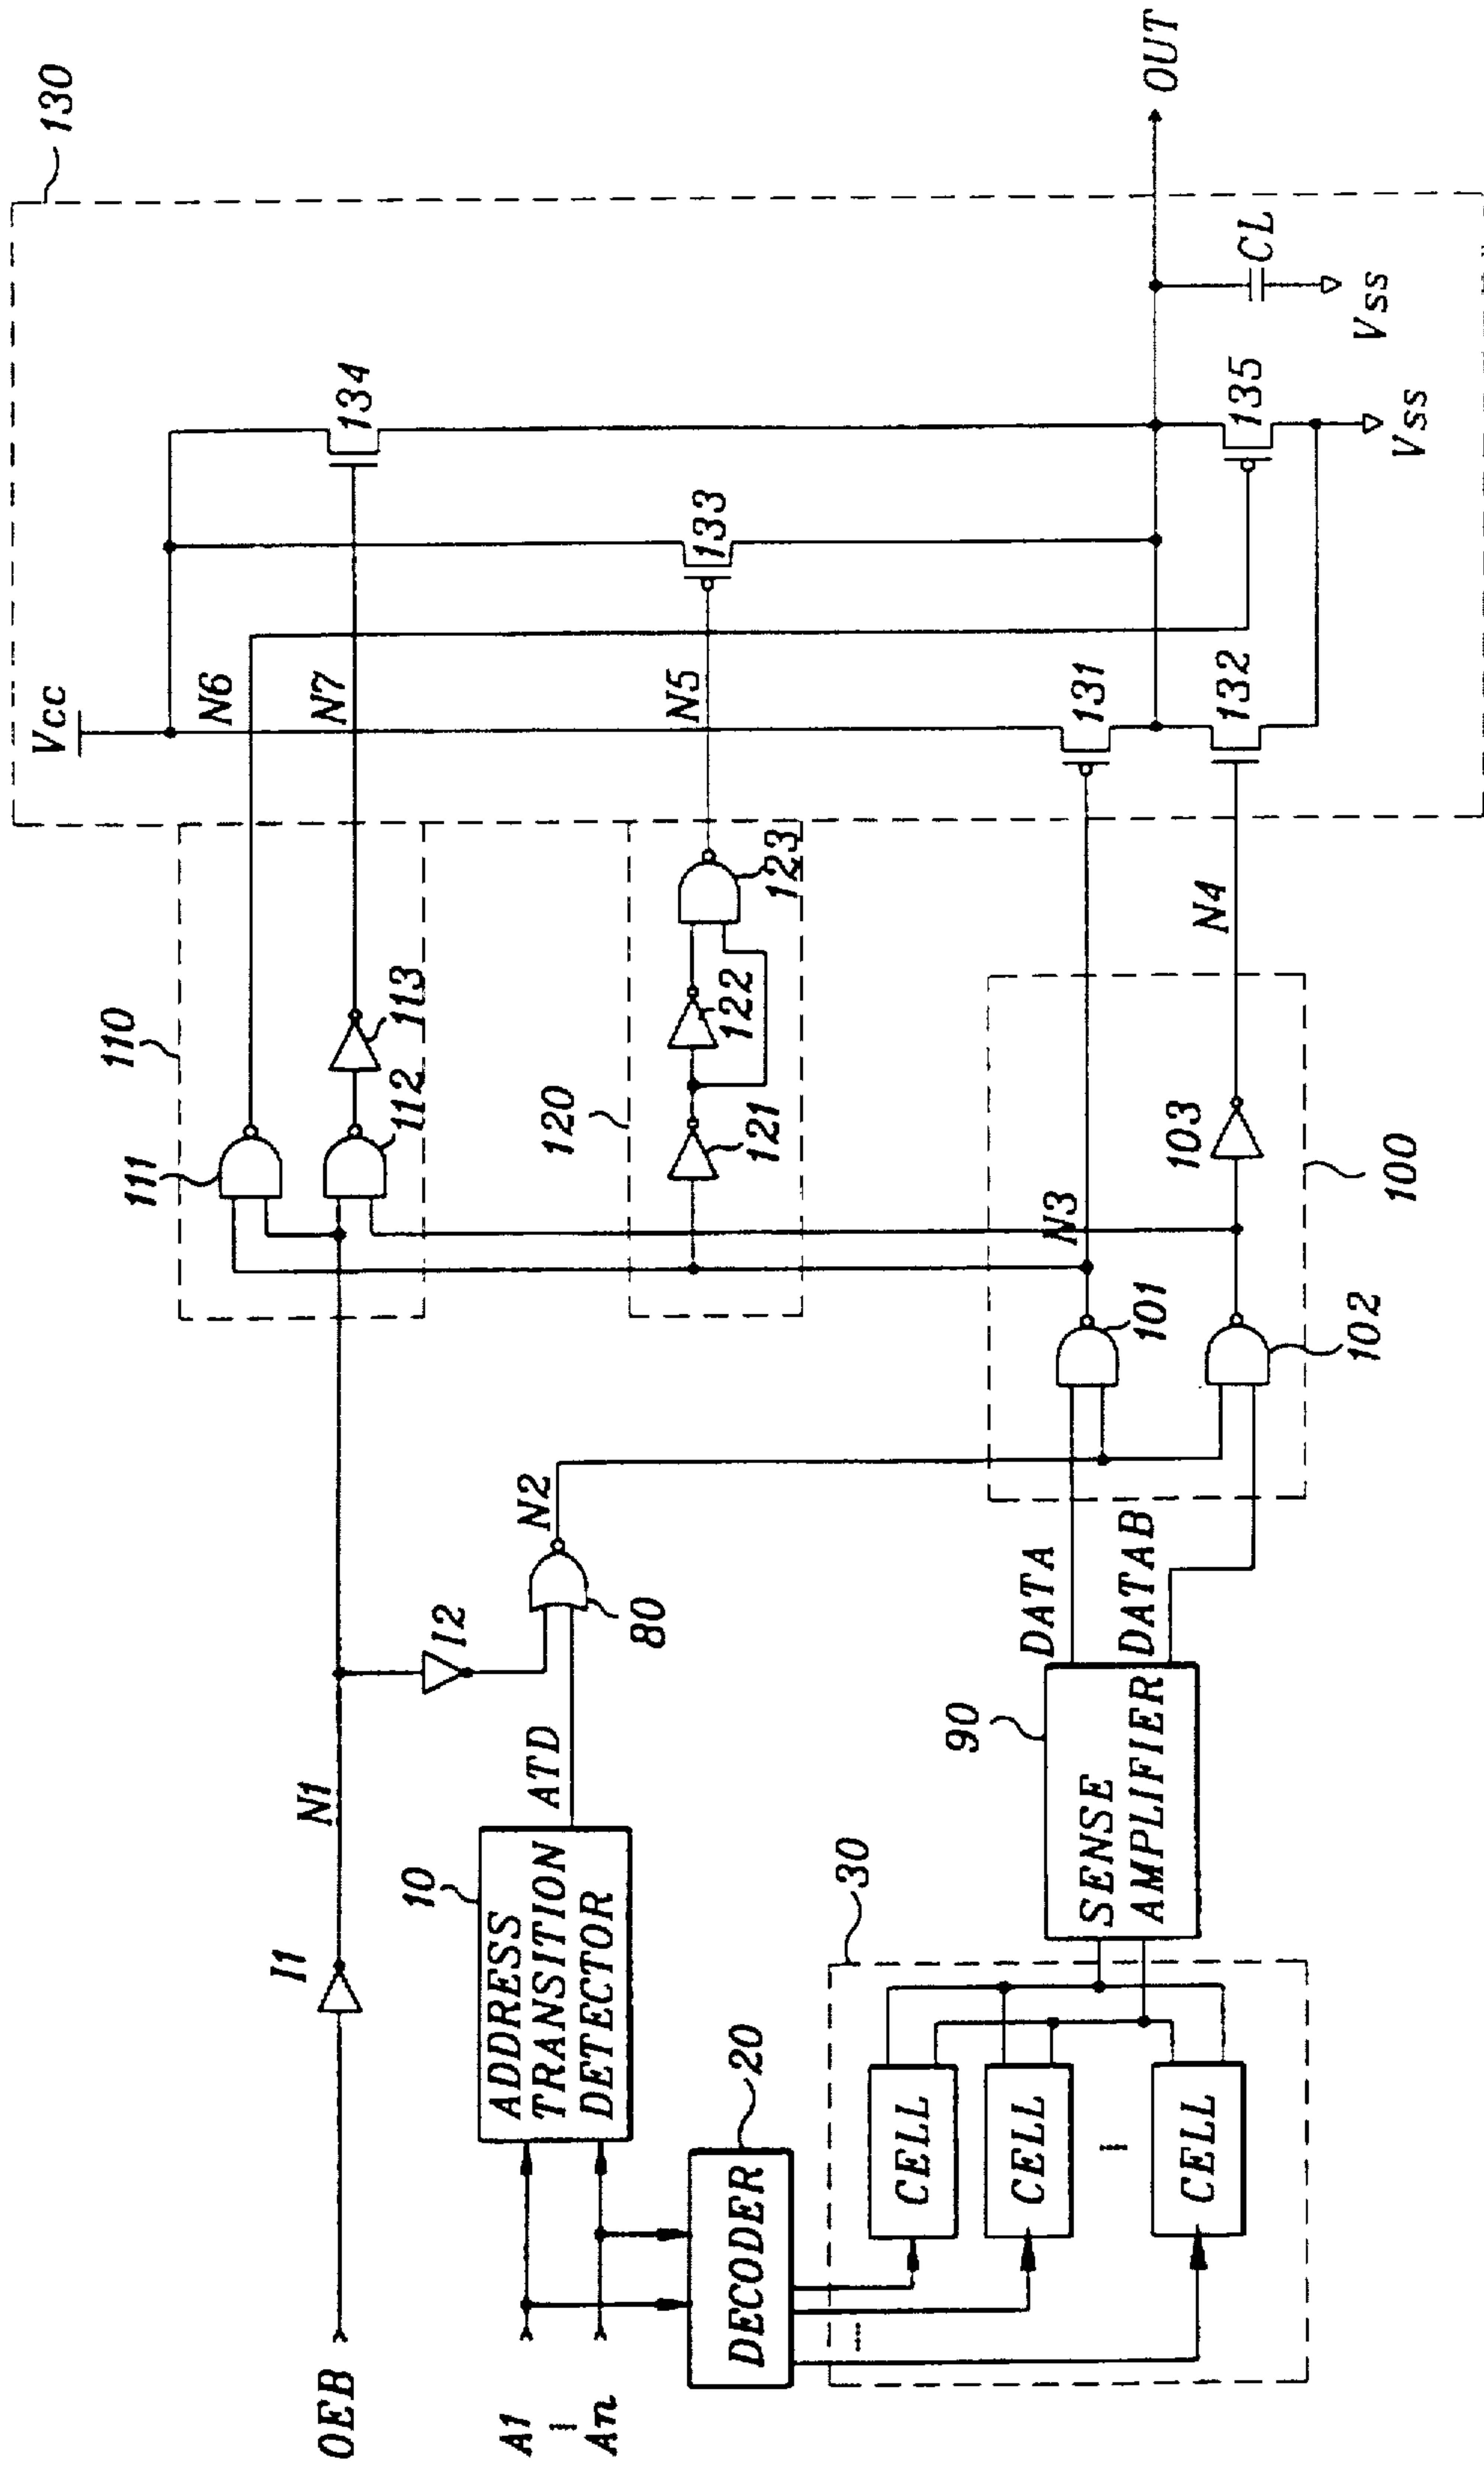 OEB
I1
N1
I2
A1
An
10
ADDRESS
TRANSITION
DETECTOR
ATD
80
N2
20
DECODER
30
CELL
CELL
CELL
90
SENSE
AMPLIFIER
DATA
DATAB
100
101
102
103
N3
N4
110
111
112
113
120
121
122
123
N5
N6
N7
130
Vcc
131
132
133
134
135
Vss
CL
Vss
OUT